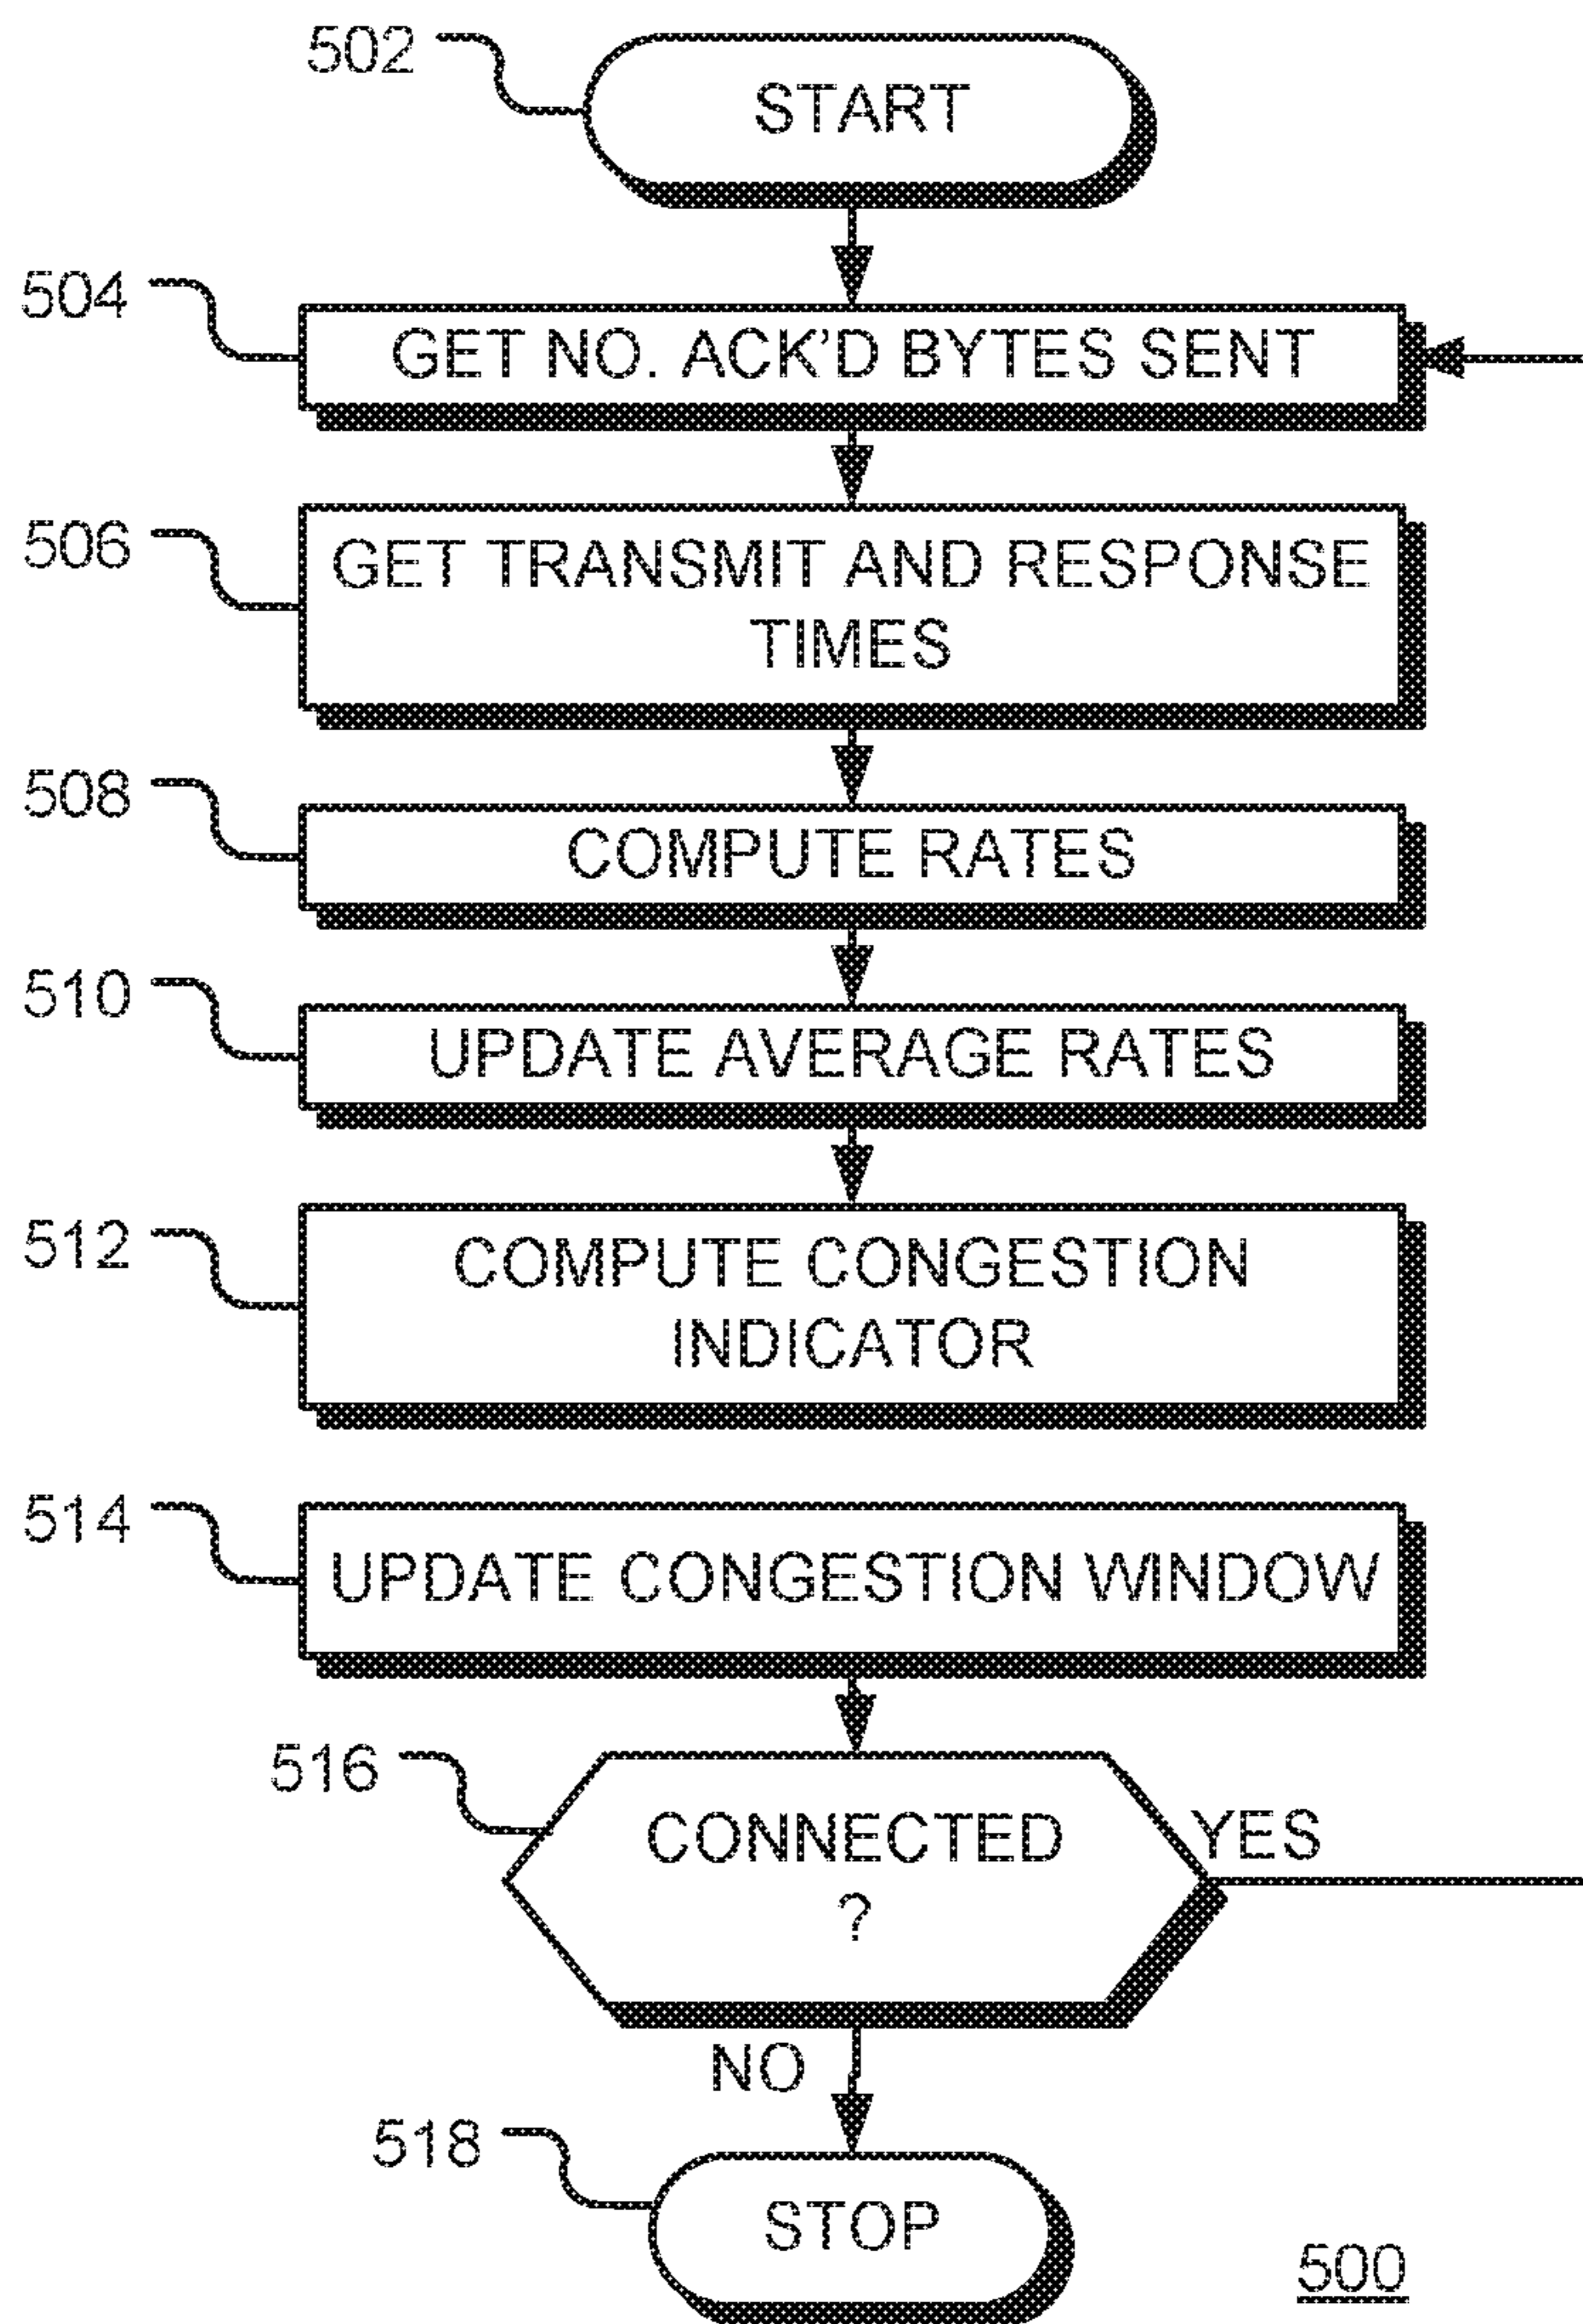 502
START
504
GET NO. ACK'D BYTES SENT
506
GET TRANSMIT AND RESPONSE
TIMES
508
COMPUTE RATES
510
UPDATE AVERAGE RATES
512
COMPUTE CONGESTION
INDICATOR
514
UPDATE CONGESTION WINDOW
516
CONNECTED
?
YES
NO
518
STOP
500